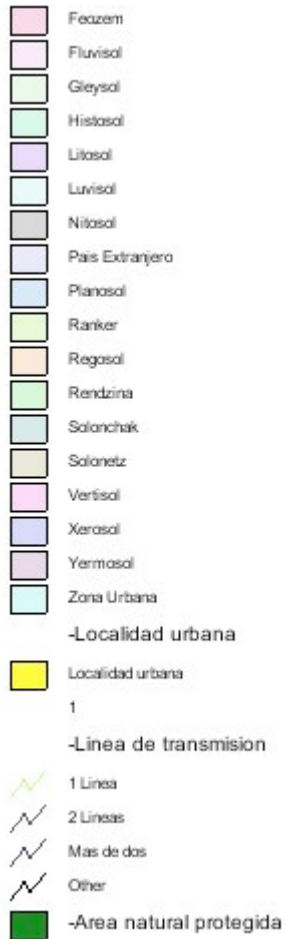 Feozem
Fluvisol
Gleysol
Histosol
Litosol
Luvisol
Nitosol
Pais Extranjero
Planosol
Ranker
Regosol
Rendzina
Solonchak
Solonetz
Vertisol
Xerosol
Yermosol
Zona Urbana
-Localidad urbana
Localidad urbana
1
-Linea de transmision
1 Linea
2 Lineas
Mas de dos
Other
-Area natural protegida